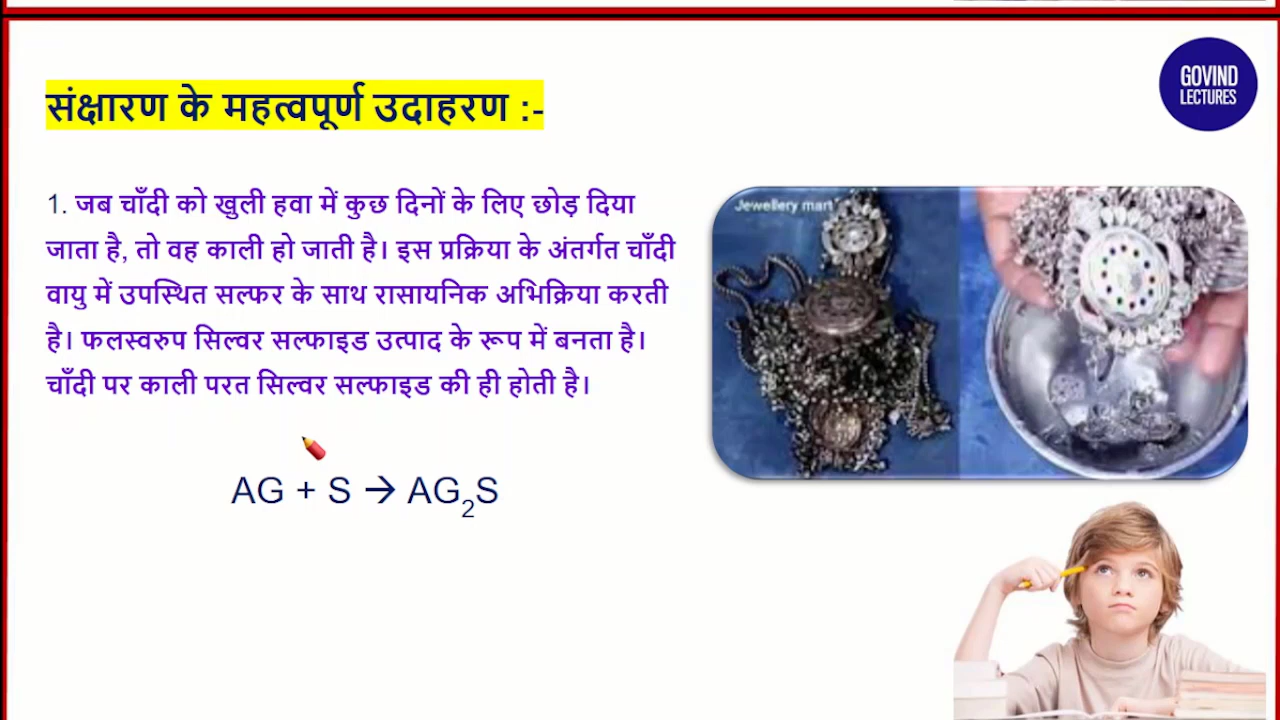 संक्षारण के महत्वपूर्ण उदाहरण :-
GOVIND
LECTURES
1. जब चाँदी को खुली हवा में कुछ दिनों के लिए छोड़ दिया
जाता है, तो वह काली हो जाती है। इस प्रक्रिया के अंतर्गत चाँदी
वायु में उपस्थित सल्फर के साथ रासायनिक अभिक्रिया करती
है। फलस्वरुप सिल्वर सल्फाइड उत्पाद के रूप में बनता है।
चाँदी पर काली परत सिल्वर सल्फाइड की ही होती है।
Jewellery mart
AG + S → AG₂S